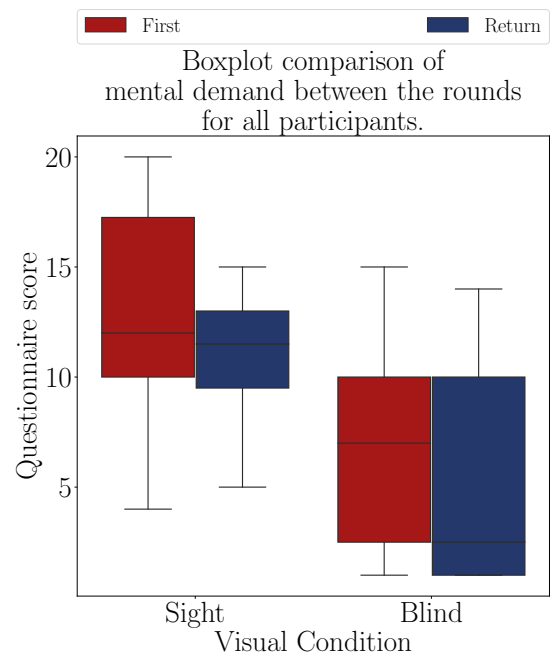 First
Return
Boxplot comparison of
mental demand between the rounds
for all participants.
20
15
10
5
Questionnaire score
Sight
Blind
Visual Condition